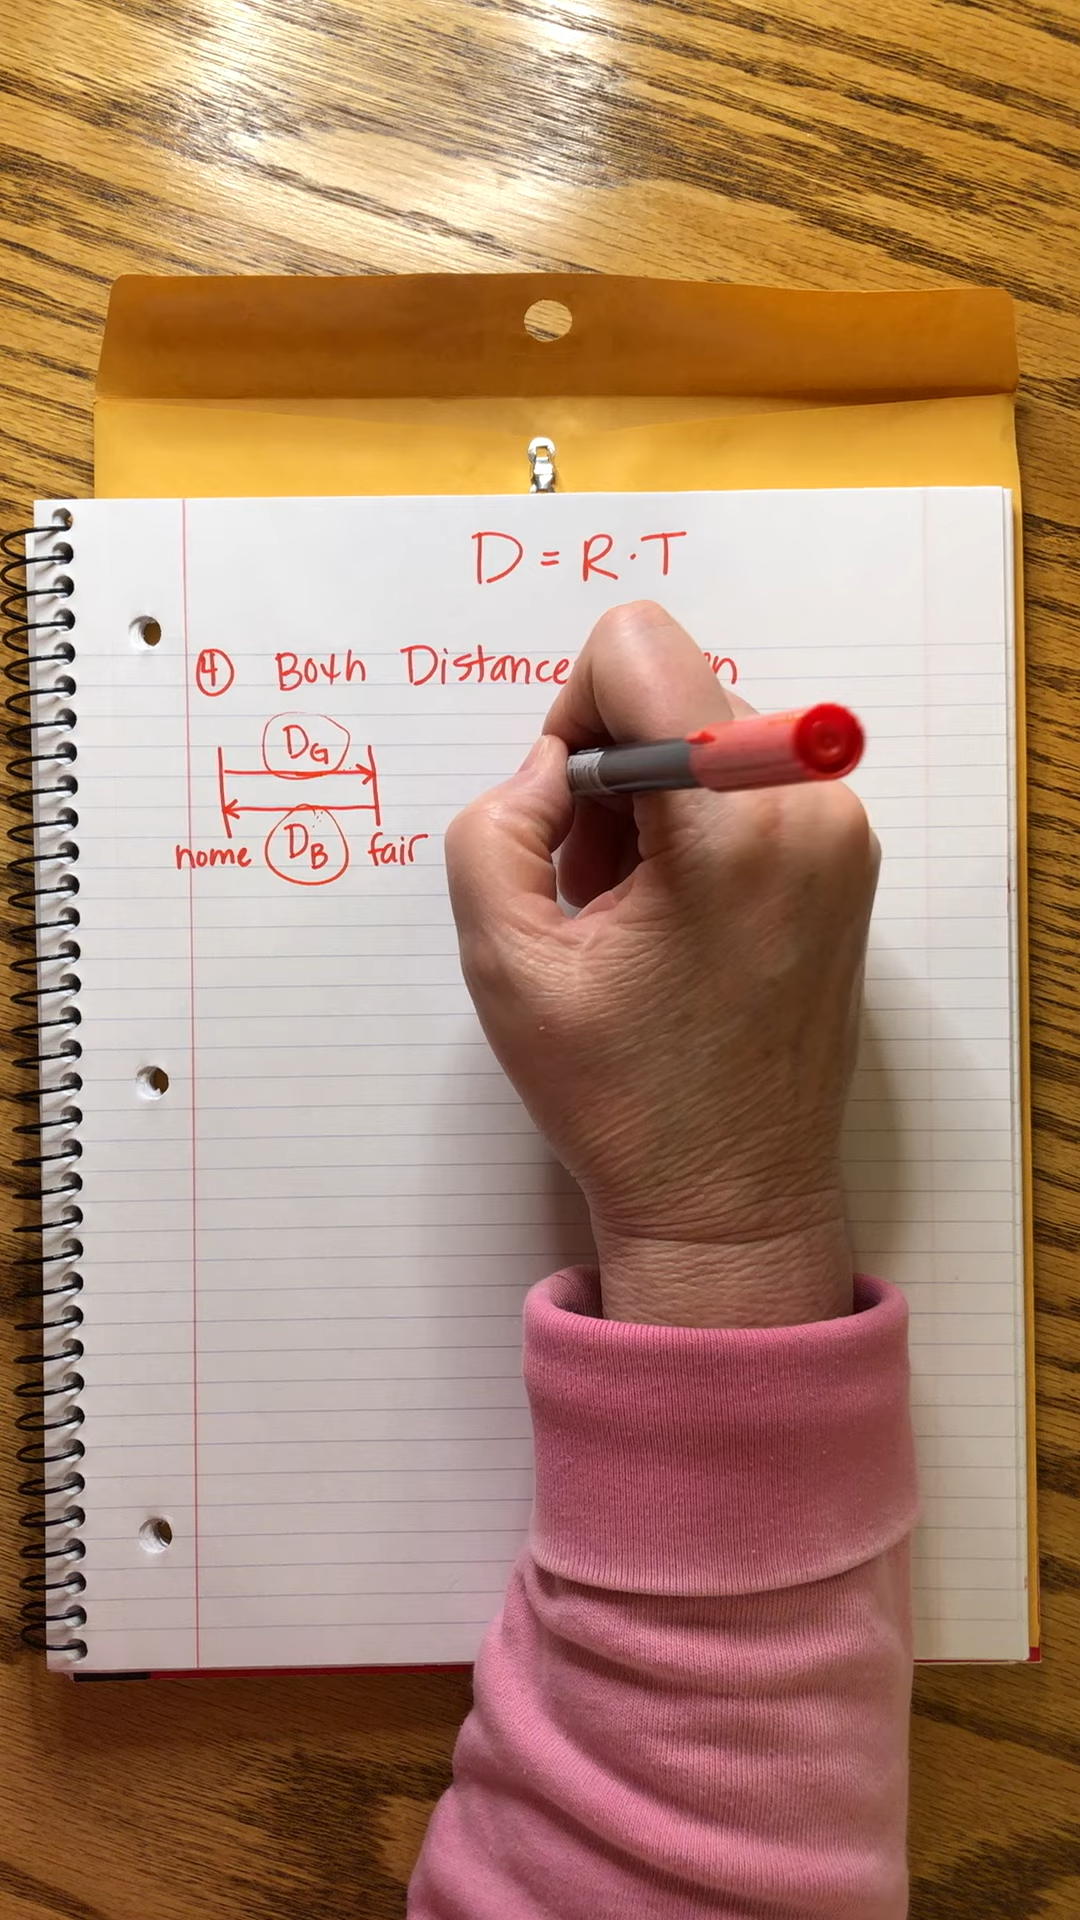 D = R · T
④ Both Distance
D_G
home D_B fair